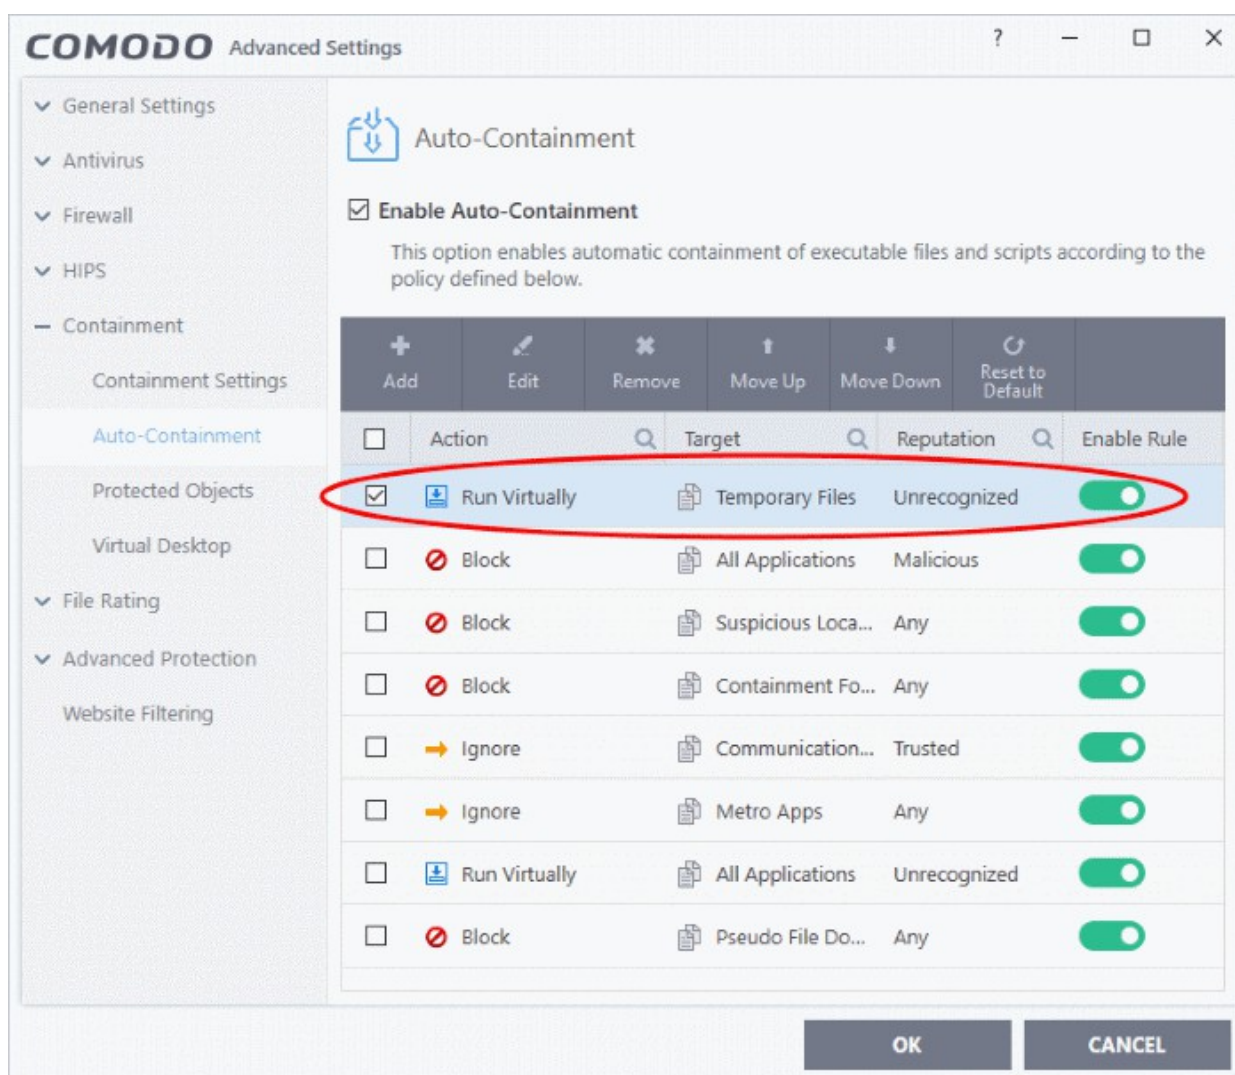 COMODO Advanced Settings
?
General Settings
Antivirus
Firewall
HIPS
Containment
Containment Settings
Auto-Containment
Protected Objects
Virtual Desktop
File Rating
Advanced Protection
Website Filtering
Auto-Containment
Enable Auto-Containment
This option enables automatic containment of executable files and scripts according to the
policy defined below.
Add Edit Remove Move Up Move Down Reset to
Default
Action Target Reputation Enable Rule
Run Virtually Temporary Files Unrecognized
Block All Applications Malicious
Block Suspicious Loca... Any
Block Containment Fo... Any
Ignore Communication... Trusted
Ignore Metro Apps Any
Run Virtually All Applications Unrecognized
Block Pseudo File Do... Any
OK CANCEL